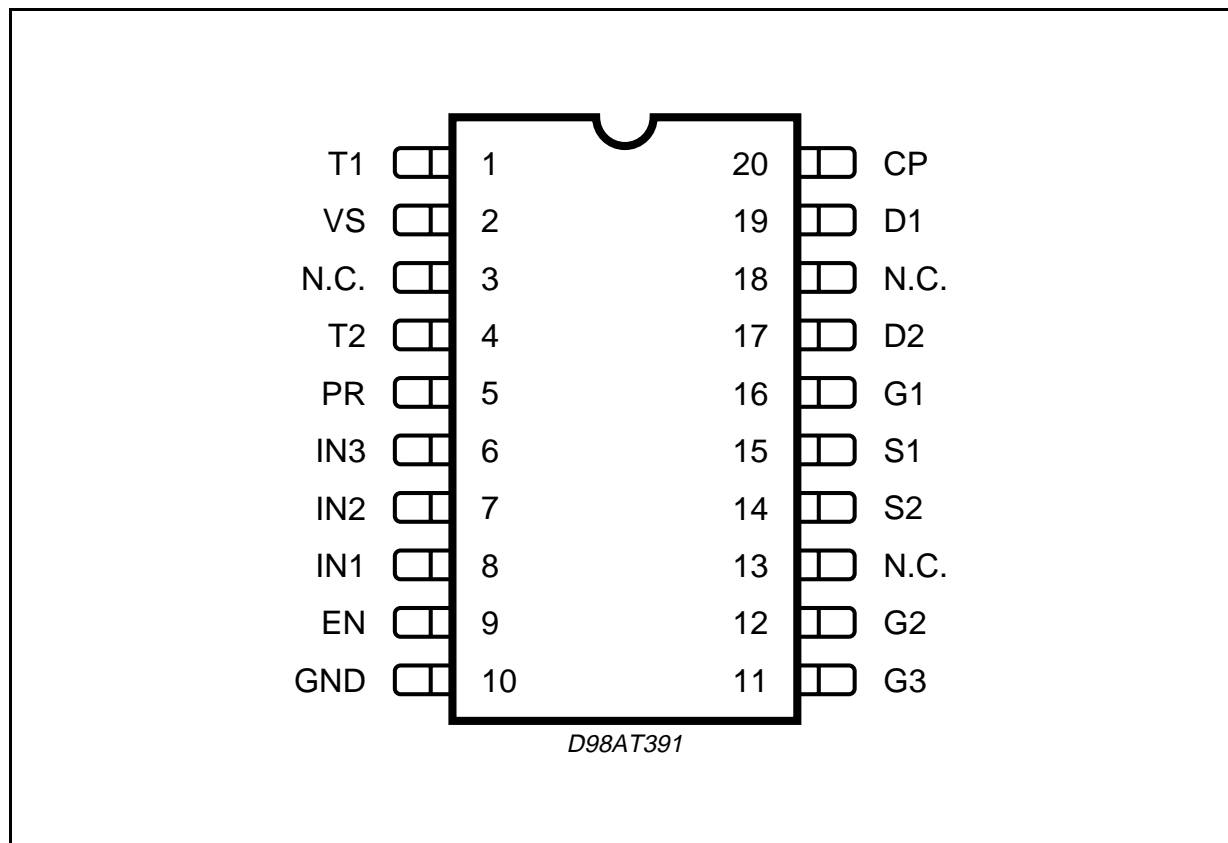 T1 1 20 CP
VS 2 19 D1
N.C. 3 18 N.C.
T2 4 17 D2
PR 5 16 G1
IN3 6 15 S1
IN2 7 14 S2
IN1 8 13 N.C.
EN 9 12 G2
GND 10 11 G3
D98AT391